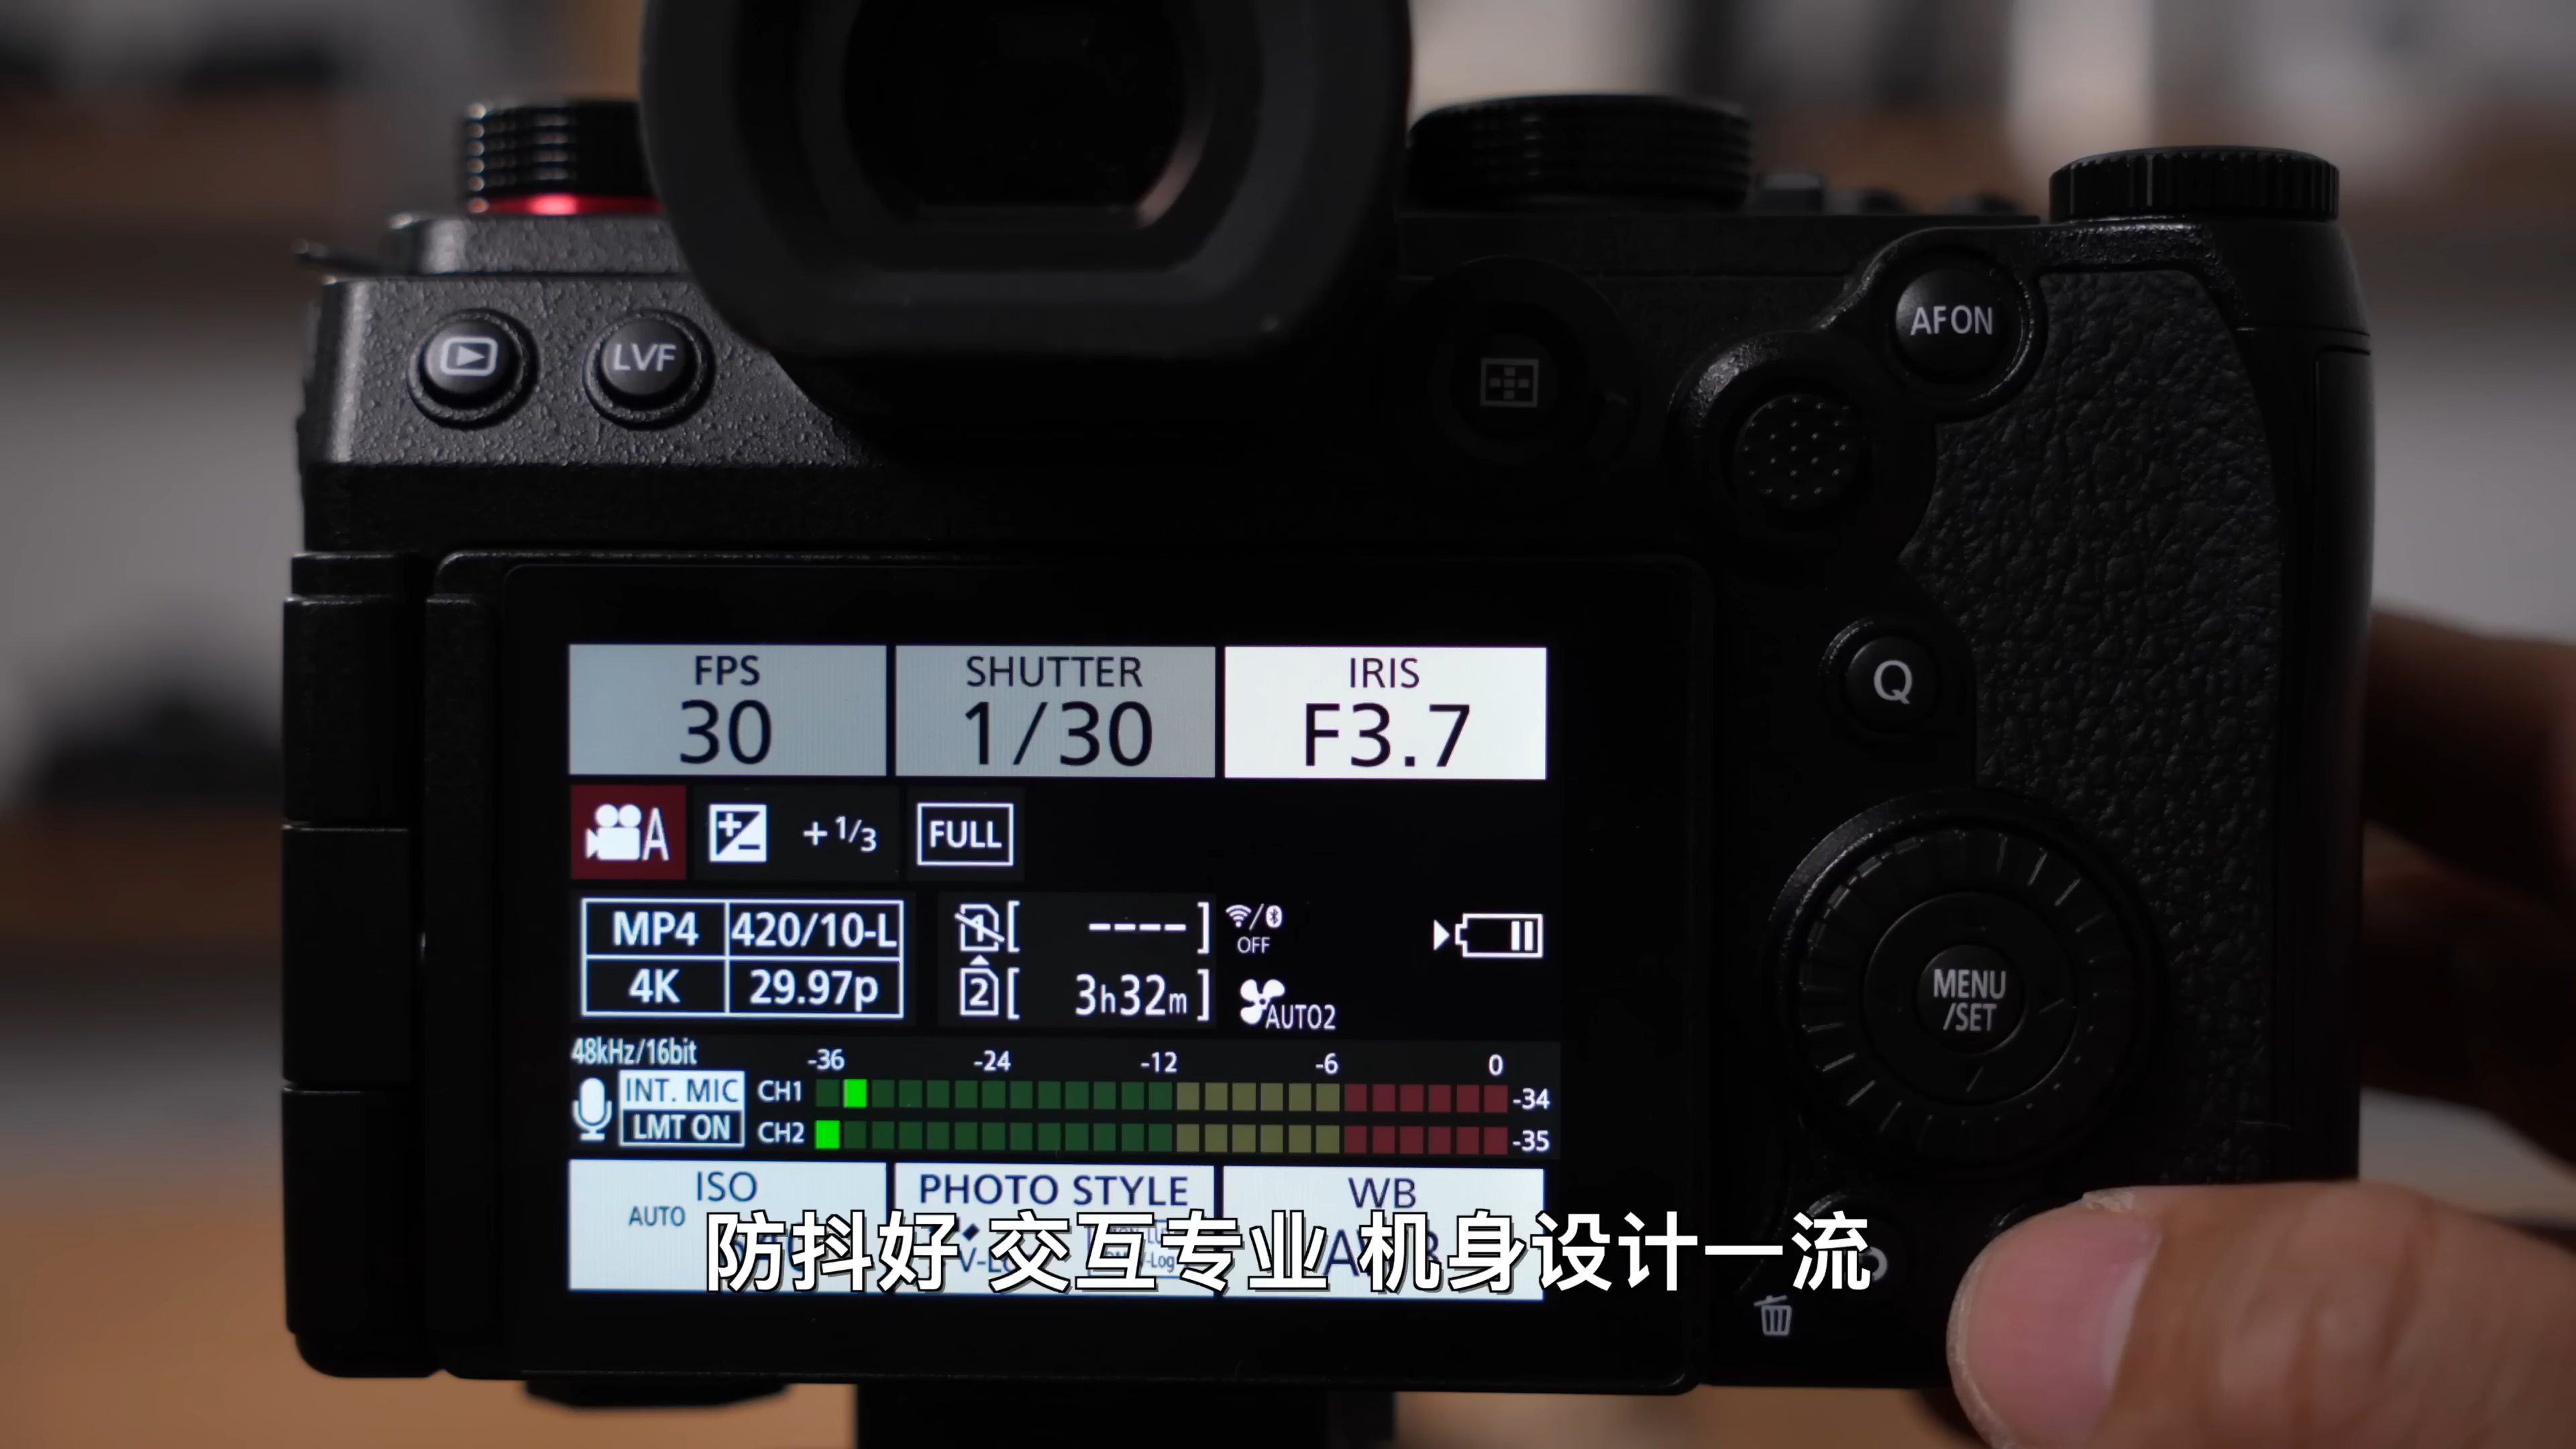 LVF
AF ON
Q
FPS
30
SHUTTER
1/30
IRIS
F3.7
A
+1/3
FULL
MP4
420/10-L
4K
29.97p
1[ ---- ]
2[ 3h32m ]
OFF
AUTO2
MENU
/SET
48kHz/16bit
-36 -24 -12 -6 0
INT. MIC
LMT ON
CH1 -34
CH2 -35
ISO
AUTO
PHOTO STYLE
WB
防抖好 交互专业 机身设计一流